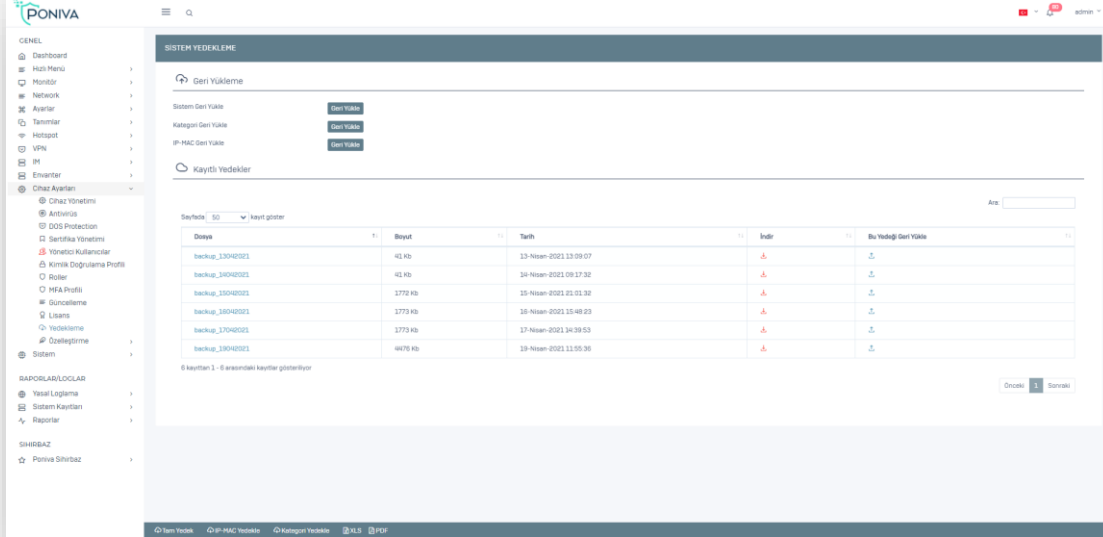 PONIVA
80
admin
GENEL
Dashboard
Hızlı Menü
Monitör
Network
Ayarlar
Tanımlar
Hotspot
VPN
IM
Envanter
Cihaz Ayarları
Cihaz Yönetimi
Antivirüs
DOS Protection
Sertifika Yönetimi
Yönetici Kullanıcılar
Kimlik Doğrulama Profili
Roller
MFA Profili
Güncelleme
Lisans
Yedekleme
Özelleştirme
Sistem
RAPORLAR/LOGLAR
Yasal Loglama
Sistem Kayıtları
Raporlar
SIHIRBAZ
Poniva Sihirbaz
SİSTEM YEDEKLEME
Geri Yükleme
Sistem Geri Yükle Geri Yükle
Kategori Geri Yükle Geri Yükle
IP-MAC Geri Yükle Geri Yükle
Kayıtlı Yedekler
Ara:
Sayfada 50 kayıt göster
Dosya Boyut Tarih İndir Bu Yedeği Geri Yükle
backup_13042021 41 Kb 13-Nisan-2021 13:09:07
backup_14042021 41 Kb 14-Nisan-2021 09:17:32
backup_15042021 1772 Kb 15-Nisan-2021 21:01:32
backup_16042021 1773 Kb 16-Nisan-2021 15:48:23
backup_17042021 1773 Kb 17-Nisan-2021 14:39:53
backup_19042021 4476 Kb 19-Nisan-2021 11:55:36
6 kayıttan 1 - 6 arasındaki kayıtlar gösteriliyor
Önceki 1 Sonraki
Tam Yedek IP-MAC Yedekle Kategori Yedekle XLS PDF